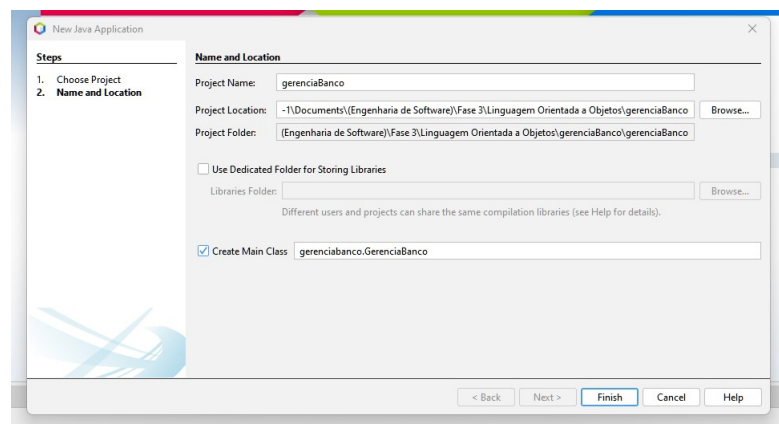 New Java Application
Steps
1. Choose Project
2. Name and Location
Name and Location
Project Name: gerenciaBanco
Project Location: -1\Documents\(Engenharia de Software)\Fase 3\Linguagem Orientada a Objetos\gerenciaBanco Browse...
Project Folder: (Engenharia de Software)\Fase 3\Linguagem Orientada a Objetos\gerenciaBanco\gerenciaBanco
Use Dedicated Folder for Storing Libraries
Libraries Folder: Browse...
Different users and projects can share the same compilation libraries (see Help for details).
Create Main Class gerenciabanco.GerenciaBanco
< Back Next > Finish Cancel Help